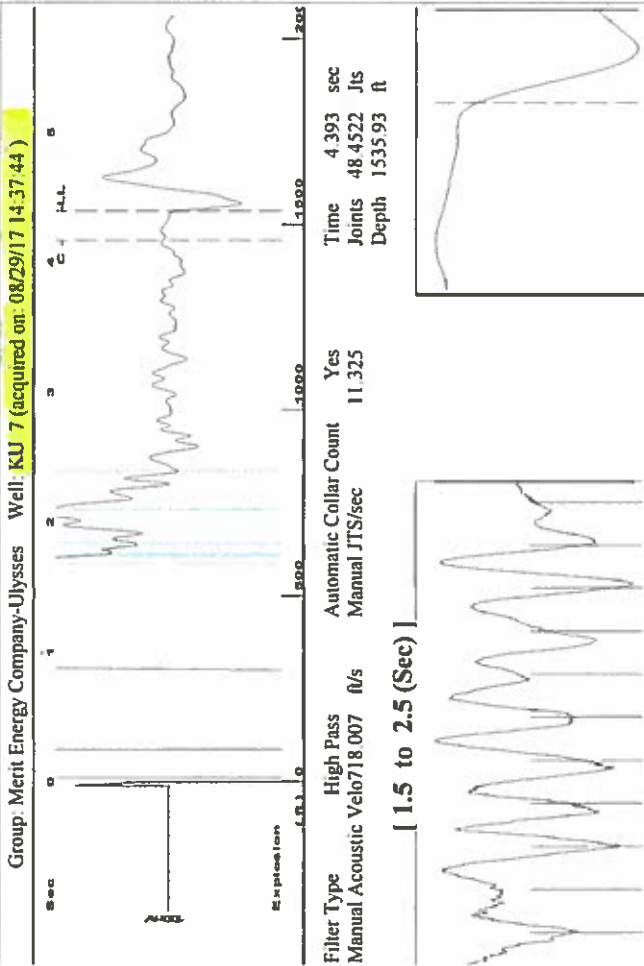 Group: Merit Energy Company-Ulysses Well: KU 7 (acquired on: 08/29/17 14:37:44 )
Sec
0 1 2 3 4 5
C - H.L
Explosion
(ft) 0 500 1000 1500
Filter Type High Pass Automatic Collar Count Yes Time 4.393 sec
Manual Acoustic Velo718.007 ft/s Manual JTS/sec 11.325 Joints 48.4522 Jts
Depth 1535.93 ft
[ 1.5 to 2.5 (Sec) ]